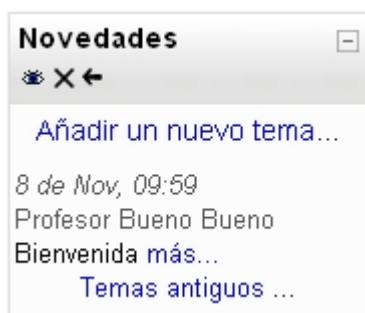 Novedades
Añadir un nuevo tema...
8 de Nov, 09:59
Profesor Bueno Bueno
Bienvenida más...
Temas antiguos ...